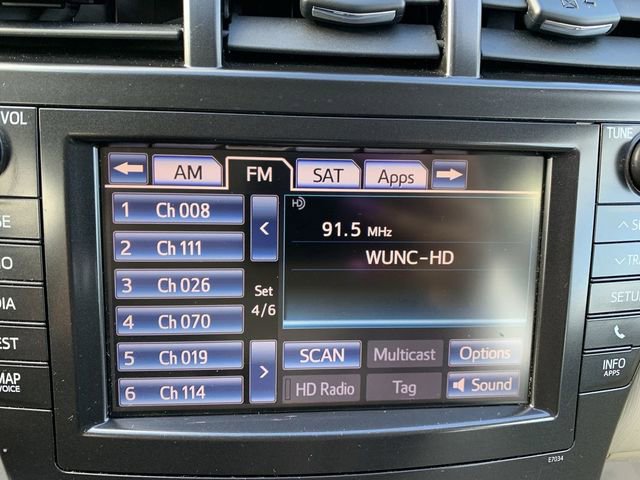 VOL
TUNE
AM FM SAT Apps
1 Ch 008
2 Ch 111
3 Ch 026
4 Ch 070
5 Ch 019
6 Ch 114
Set
4/6
HD
91.5 MHz
WUNC-HD
SCAN Multicast Options
HD Radio Tag Sound
MAP
VOICE
SETU
INFO
APPS
E7034